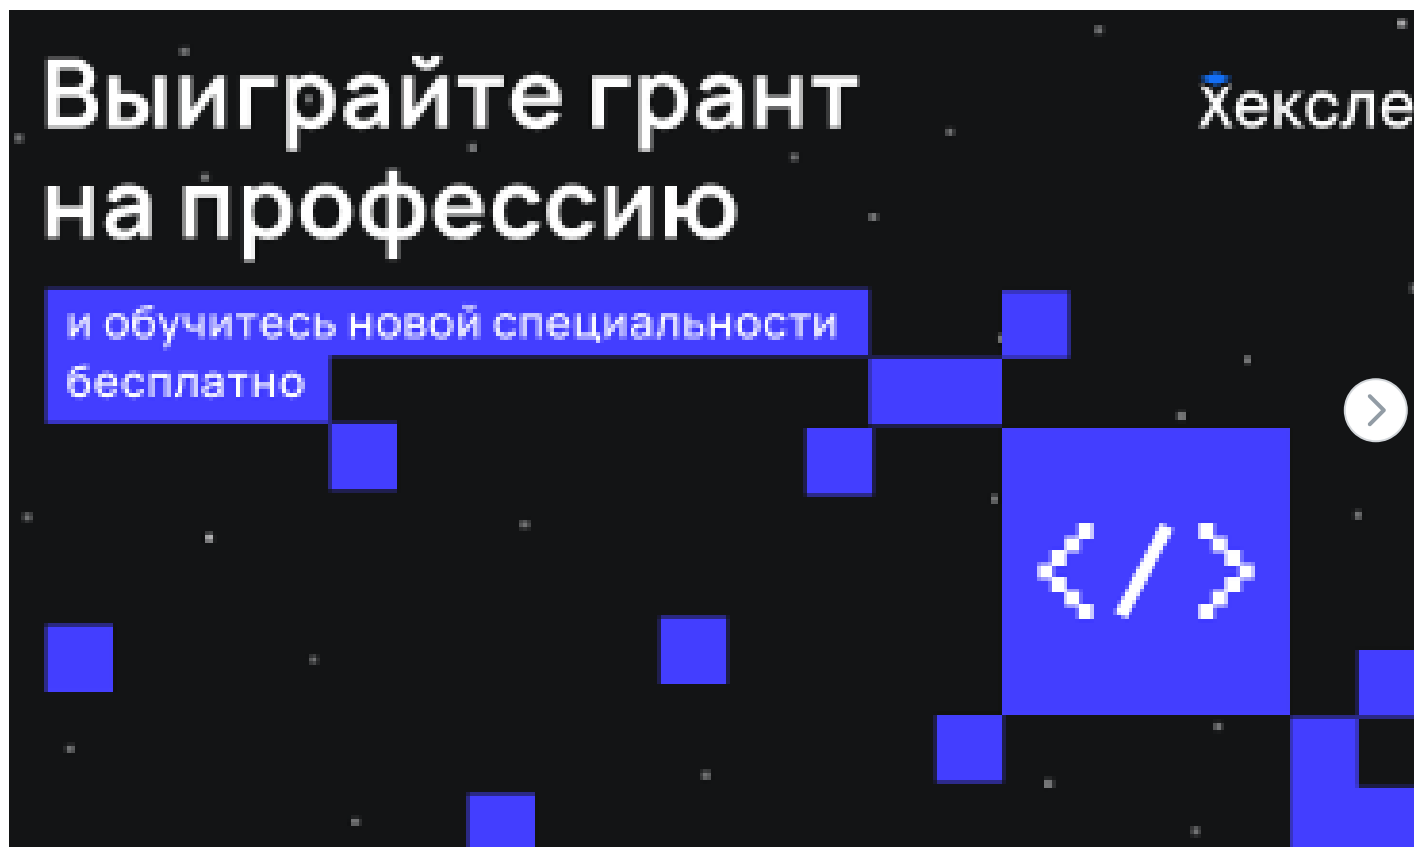 Выиграйте грант
на профессию
Хексле
и обучитесь новой специальности
бесплатно
</>